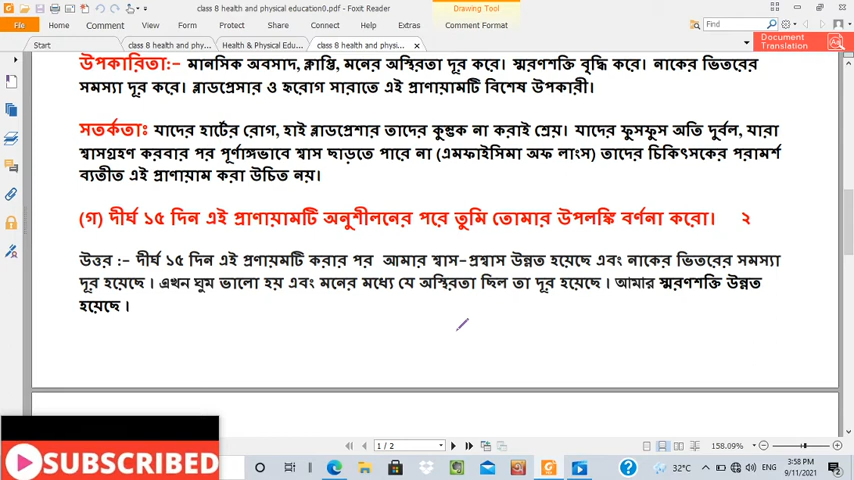 class 8 health and physical education0.pdf - Foxit Reader
Drawing Tool
File
Home
Comment
View
Form
Protect
Share
Connect
Help
Extras
Comment Format
Find
Start
class 8 health and phy...
Health & Physical Edu...
class 8 health and physi...
Document
Translation
উপকারিতা:- মানসিক অবসাদ, ক্লান্তি, মনের অস্থিরতা দূর করে। স্মরণশক্তি বৃদ্ধি করে। নাকের ভিতরের
সমস্যা দূর করে। ব্লাডপ্রেসার ও হৃরোগ সারাতে এই প্রাণায়ামটি বিশেষ উপকারী।
সতর্কতাঃ যাদের হার্টের রোগ, হাই ব্লাডপ্রেশার তাদের কুম্ভক না করাই শ্রেয়। যাদের ফুসফুস অতি দুর্বল, যারা
শ্বাসগ্রহণ করবার পর পূর্ণাঙ্গভাবে শ্বাস ছাড়তে পারে না (এমফাইসিমা অফ লাংস) তাদের চিকিৎসকের পরামর্শ
ব্যতীত এই প্রাণায়াম করা উচিত নয়।
(গ) দীর্ঘ ১৫ দিন এই প্রাণায়ামটি অনুশীলনের পরে তুমি তোমার উপলব্ধি বর্ণনা করো। ২
উত্তর :- দীর্ঘ ১৫ দিন এই প্রণায়মটি করার পর আমার শ্বাস-প্রশ্বাস উন্নত হয়েছে এবং নাকের ভিতরের সমস্যা
দূর হয়েছে। এখন ঘুম ভালো হয় এবং মনের মধ্যে যে অস্থিরতা ছিল তা দূর হয়েছে। আমার স্মরণশক্তি উন্নত
হয়েছে।
1 / 2
158.09%
SUBSCRIBED
32°C
ENG
3:58 PM
9/11/2021